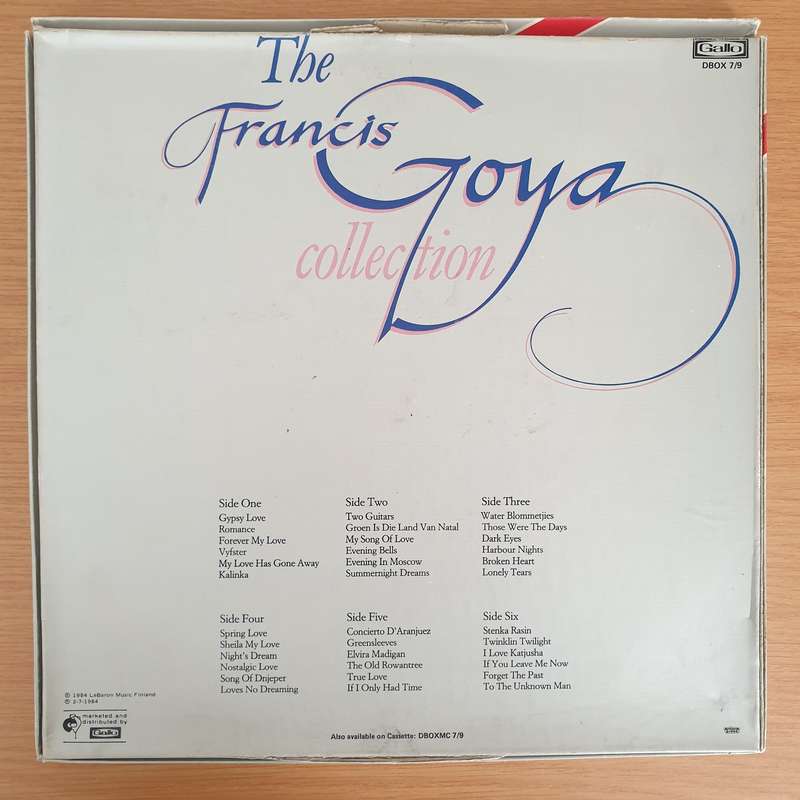 Gallo
DBOX 7/9
The
Francis
Goya
collection
Side One
Gypsy Love
Romance
Forever My Love
Vyfster
My Love Has Gone Away
Kalinka
Side Two
Two Guitars
Groen Is Die Land Van Natal
My Song Of Love
Evening Bells
Evening In Moscow
Summernight Dreams
Side Three
Water Blommetjies
Those Were The Days
Dark Eyes
Harbour Nights
Broken Heart
Lonely Tears
Side Four
Spring Love
Sheila My Love
Night's Dream
Nostalgic Love
Song Of Dnjeper
Loves No Dreaming
Side Five
Concierto D'Aranjuez
Greensleeves
Elvira Madigan
The Old Rowantree
True Love
If I Only Had Time
Side Six
Stenka Rasin
Twinklin Twilight
I Love Katjusha
If You Leave Me Now
Forget The Past
To The Unknown Man
℗ 1984 LaBaron Music Finland
© 2-7-1984
marketed and
distributed by
Gallo
Also available on Cassette: DBOXMC 7/9